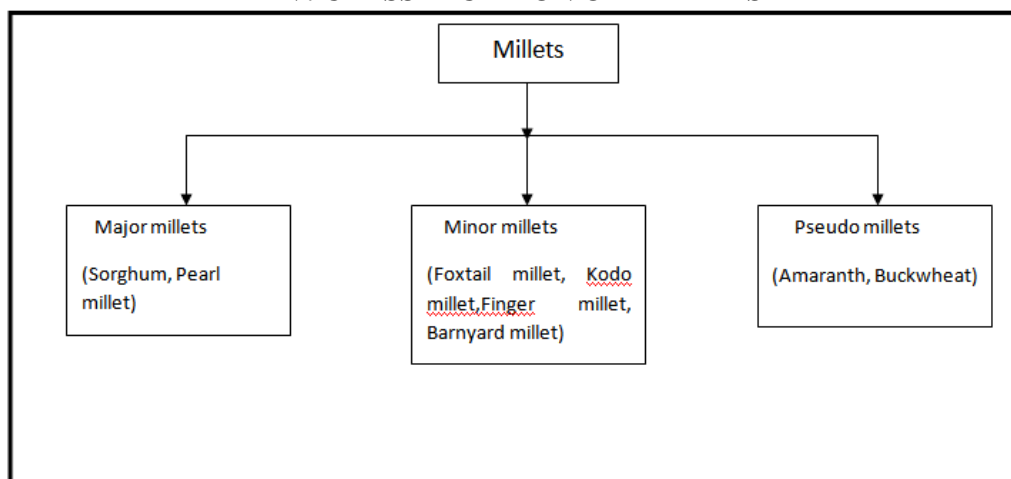 Millets
Major millets
(Sorghum, Pearl
millet)
Minor millets
(Foxtail millet, Kodo
millet,Finger millet,
Barnyard millet)
Pseudo millets
(Amaranth, Buckwheat)